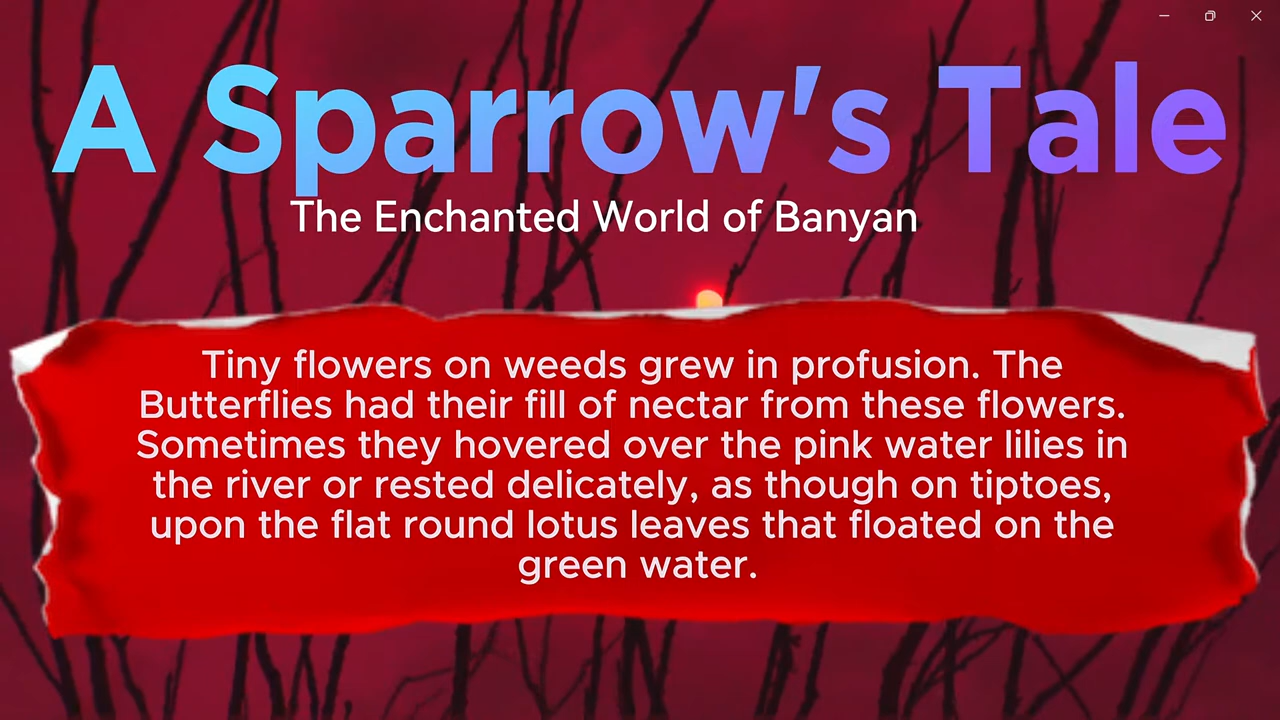 A Sparrow's Tale
The Enchanted World of Banyan
Tiny flowers on weeds grew in profusion. The
Butterflies had their fill of nectar from these flowers.
Sometimes they hovered over the pink water lilies in
the river or rested delicately, as though on tiptoes,
upon the flat round lotus leaves that floated on the
green water.